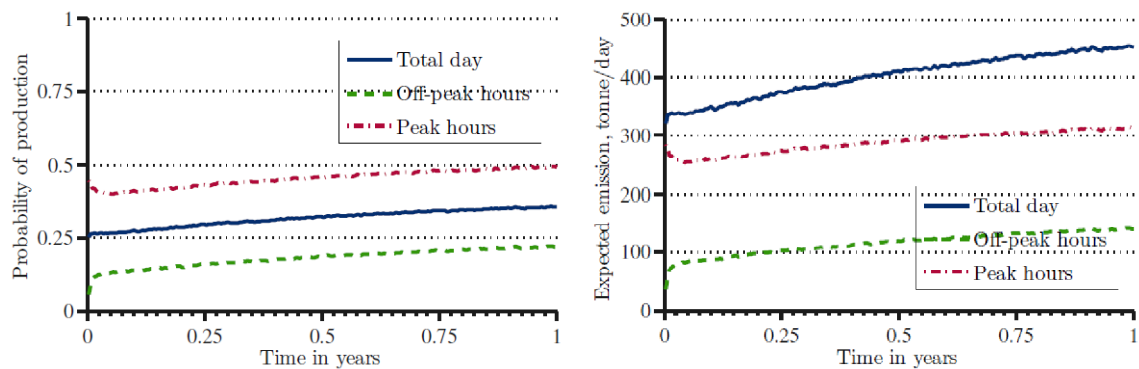 Probability of production
1
0.75
0.5
0.25
0
Total day
Off-peak hours
Peak hours
0 0.25 0.5 0.75 1
Time in years
Expected emission, tonne/day
500
400
300
200
100
0
Total day
Off-peak hours
Peak hours
0 0.25 0.5 0.75 1
Time in years